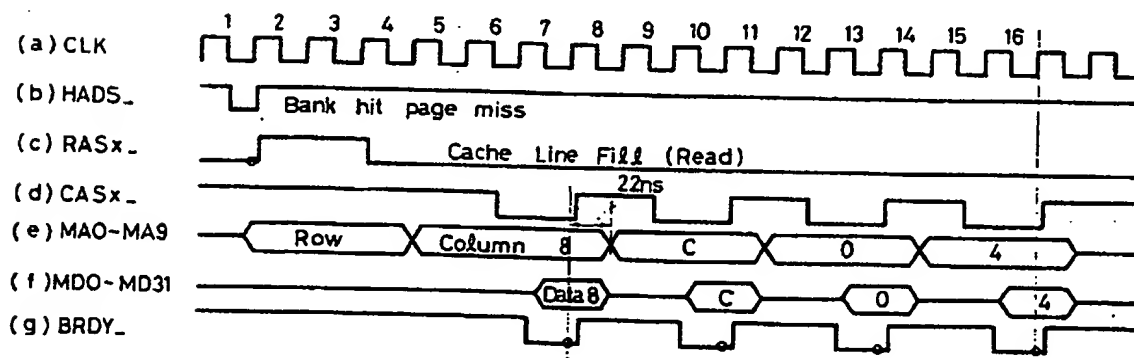 1 2 3 4 5 6 7 8 9 10 11 12 13 14 15 16
(a) CLK
(b) HADS_
Bank hit page miss
(c) RASx_
Cache Line Fill (Read)
(d) CASx_
22ns
(e) MA0~MA9
Row Column 8 C 0 4
(f) MD0~MD31
Data 8 C 0 4
(g) BRDY_